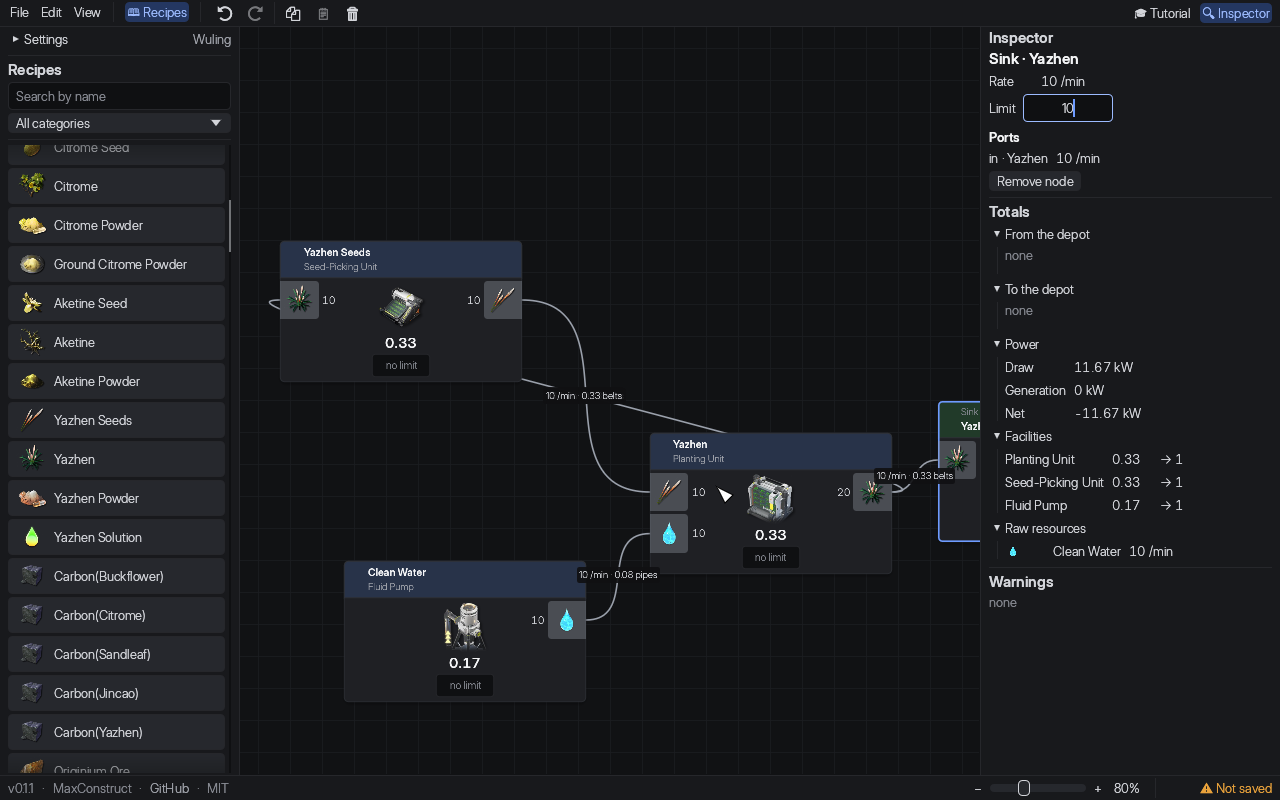 File Edit View Recipes Tutorial Inspector
Settings Wuling
Recipes
Search by name
All categories
Citrome Seed
Citrome
Citrome Powder
Ground Citrome Powder
Aketine Seed
Aketine
Aketine Powder
Yazhen Seeds
Yazhen
Yazhen Powder
Yazhen Solution
Carbon(Buckflower)
Carbon(Citrome)
Carbon(Sandleaf)
Carbon(Jincao)
Carbon(Yazhen)
Originium Ore
Yazhen Seeds
Seed-Picking Unit
10 10
0.33
no limit
10 /min · 0.33 belts
Yazhen
Planting Unit
10 20
10
0.33
no limit
10 /min · 0.33 belts
Sink
Clean Water
Fluid Pump
10
0.17
no limit
10 /min · 0.08 pipes
Inspector
Sink · Yazhen
Rate 10 /min
Limit 10
Ports
in · Yazhen 10 /min
Remove node
Totals
From the depot
none
To the depot
none
Power
Draw 11.67 kW
Generation 0 kW
Net -11.67 kW
Facilities
Planting Unit 0.33 → 1
Seed-Picking Unit 0.33 → 1
Fluid Pump 0.17 → 1
Raw resources
Clean Water 10 /min
Warnings
none
v0.1.1 · MaxConstruct · GitHub · MIT
− + 80% Not saved